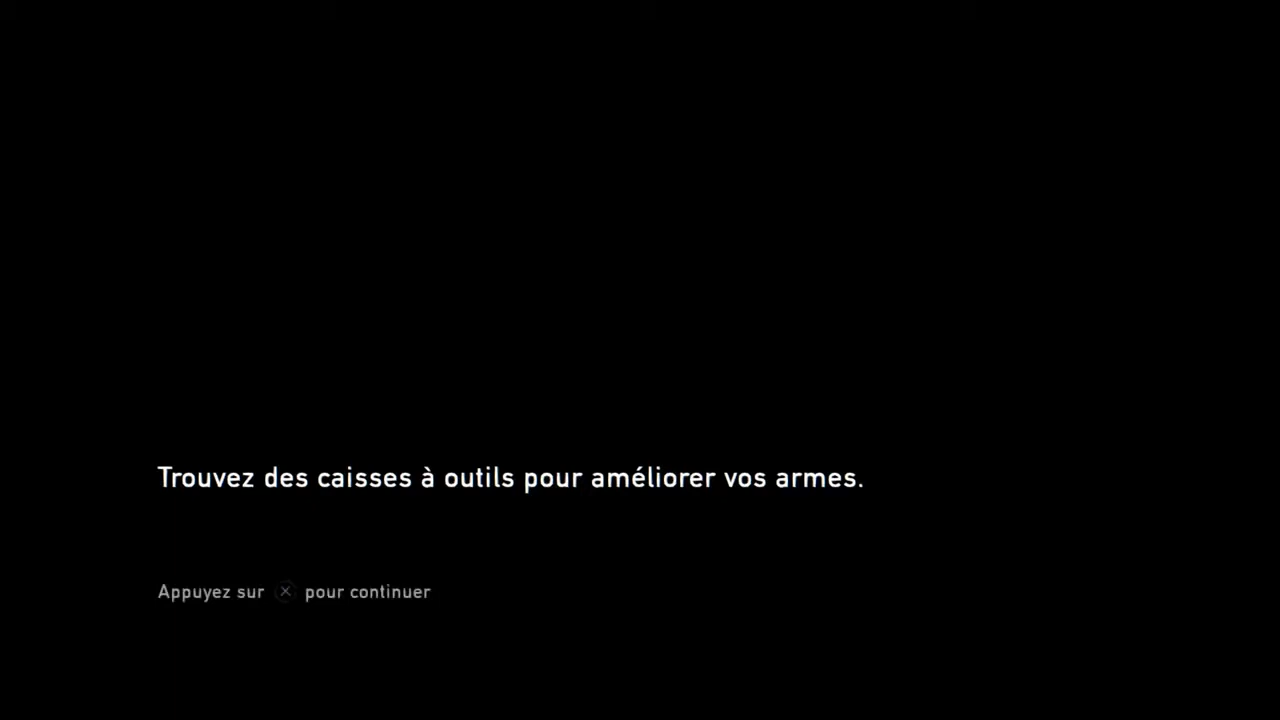 Trouvez des caisses à outils pour améliorer vos armes.
Appuyez sur ⓧ pour continuer